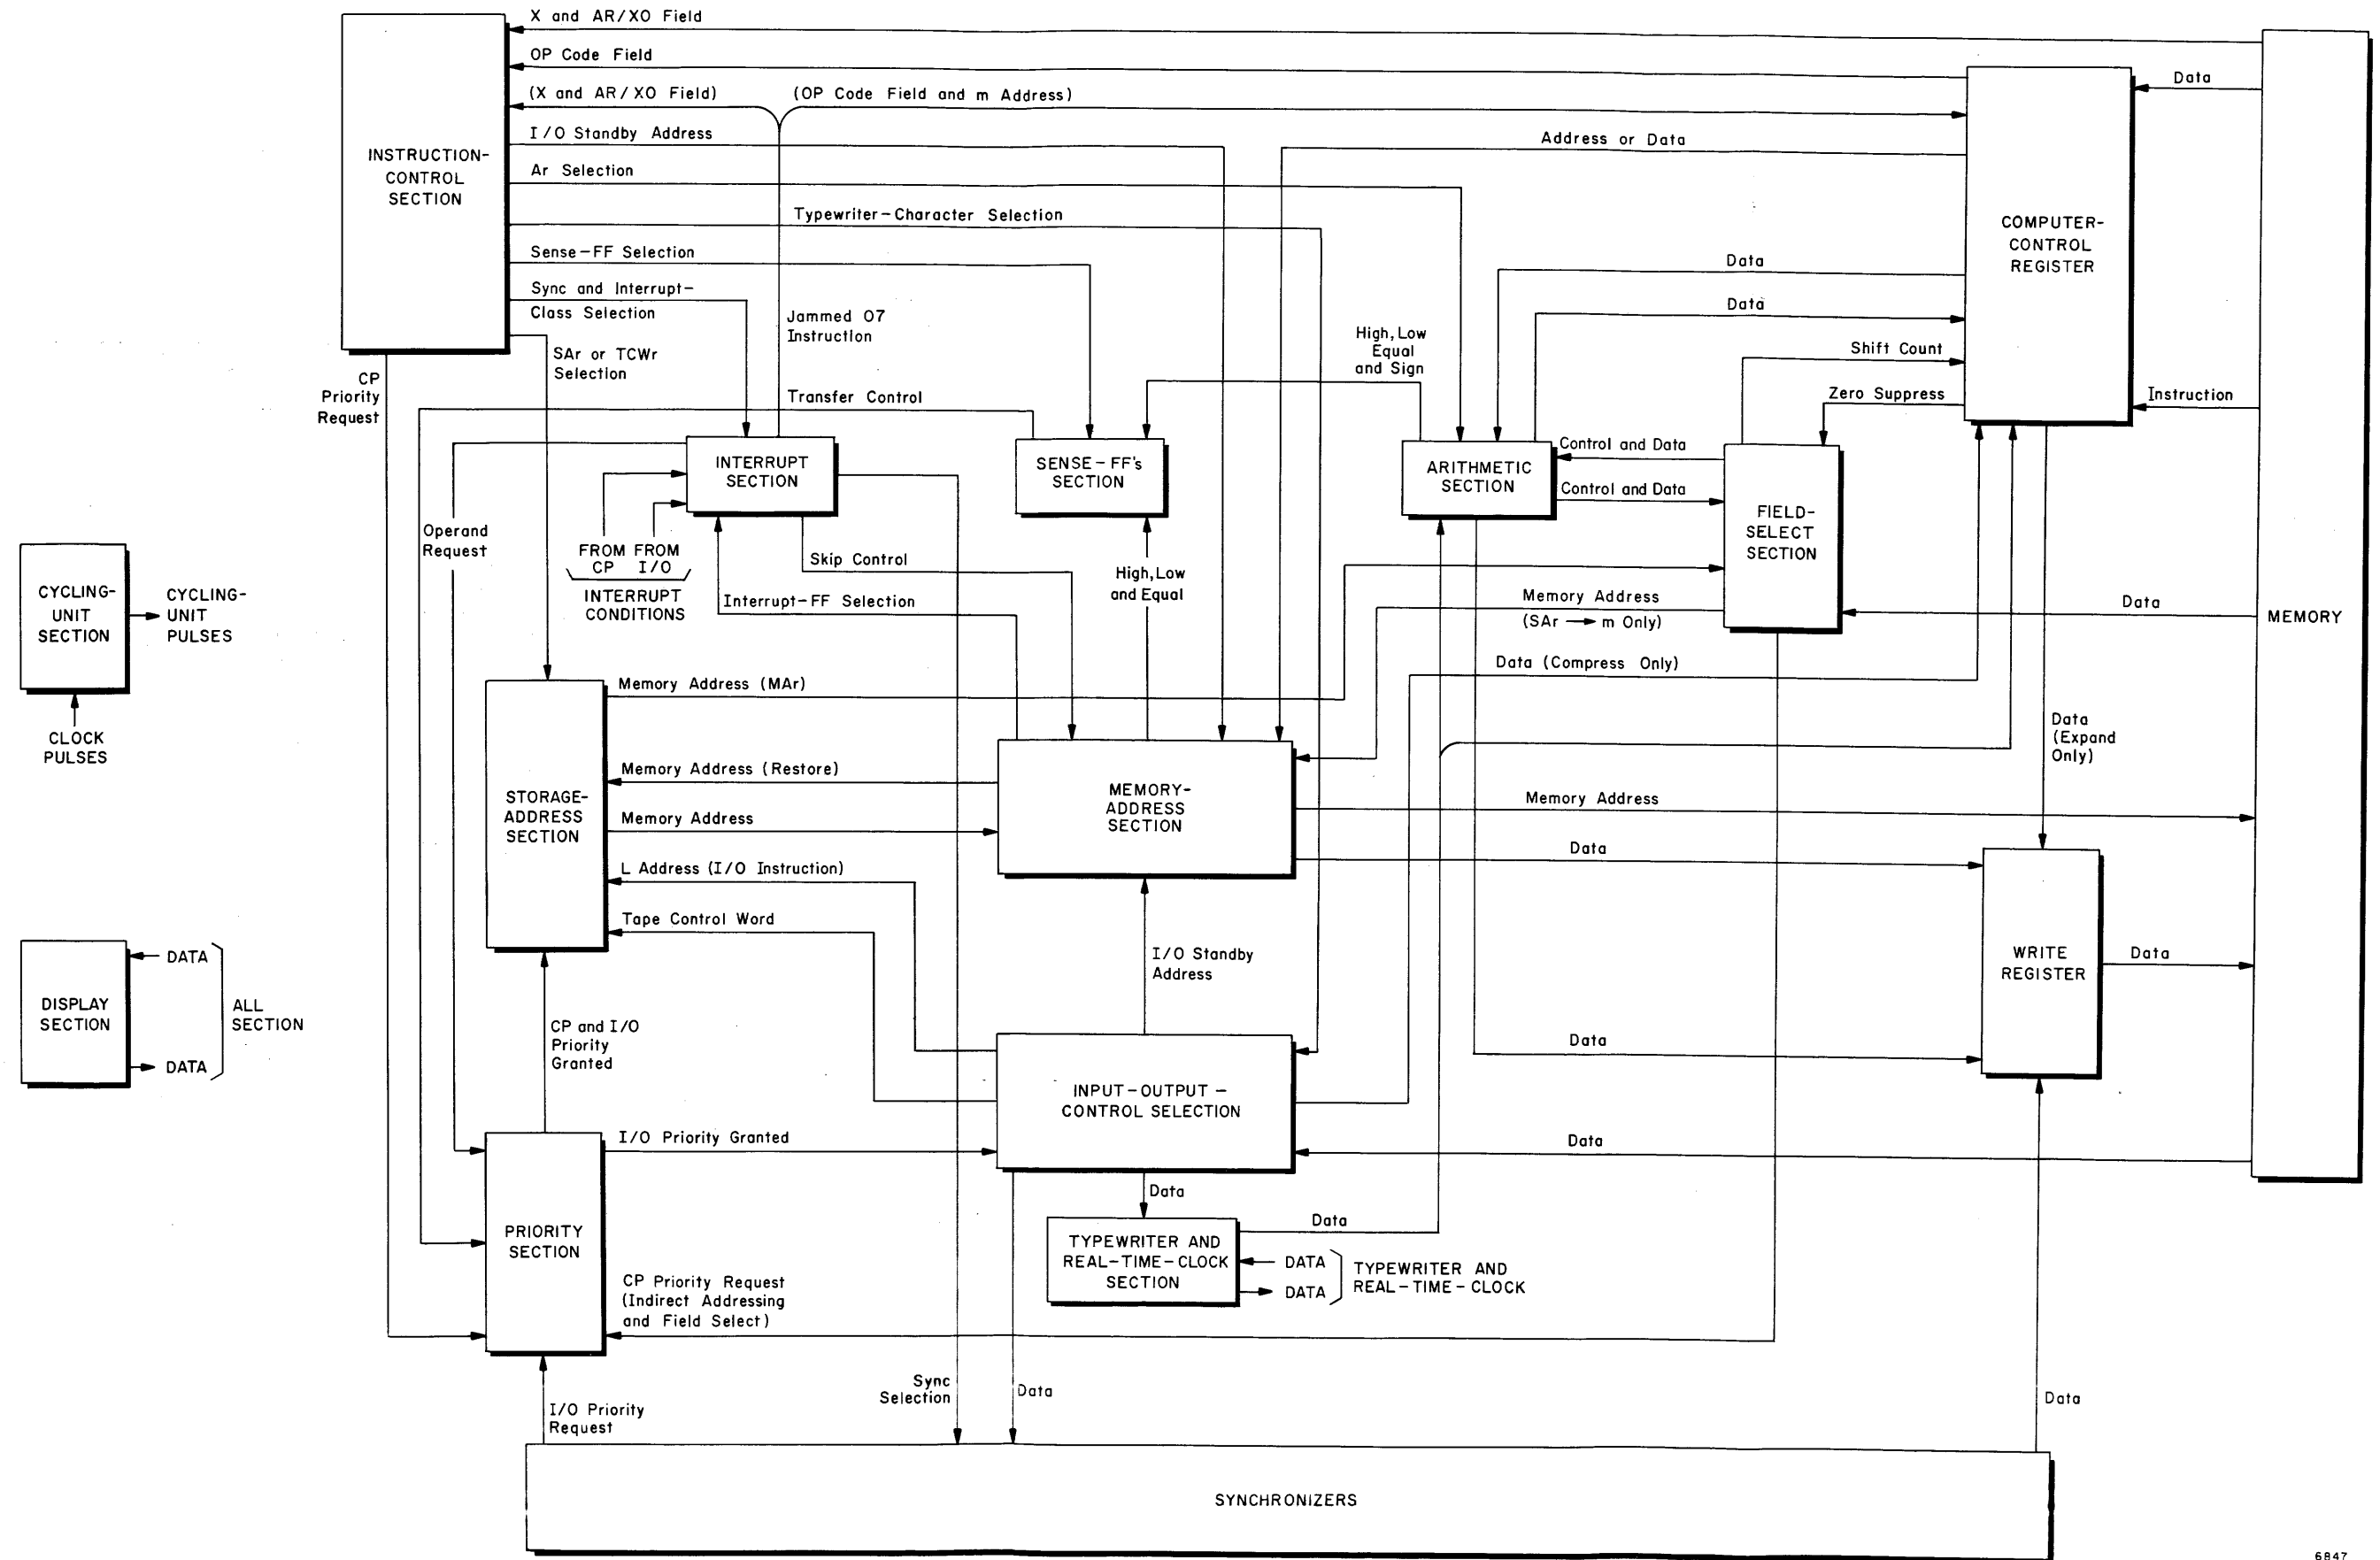 X and AR/XO Field
OP Code Field
(X and AR/XO Field)
(OP Code Field and m Address)
I/O Standby Address
Ar Selection
Typewriter-Character Selection
Sense-FF Selection
Sync and Interrupt-
Class Selection
INSTRUCTION-
CONTROL
SECTION
SAr or TCWr
Selection
CP
Priority
Request
Jammed 07
Instruction
Transfer Control
Address or Data
Data
Data
High, Low
Equal
and Sign
Shift Count
Zero Suppress
COMPUTER-
CONTROL
REGISTER
Data
Instruction
MEMORY
INTERRUPT
SECTION
SENSE-FF's
SECTION
ARITHMETIC
SECTION
Control and Data
Control and Data
FIELD-
SELECT
SECTION
Operand
Request
FROM FROM
CP I/O
INTERRUPT
CONDITIONS
Skip Control
Interrupt-FF Selection
High, Low
and Equal
Memory Address
(SAr → m Only)
Data
Data (Compress Only)
Data
(Expand
Only)
CYCLING-
UNIT
SECTION
CYCLING-
UNIT
PULSES
CLOCK
PULSES
Memory Address (MAr)
Memory Address (Restore)
Memory Address
L Address (I/O Instruction)
Tape Control Word
STORAGE-
ADDRESS
SECTION
MEMORY-
ADDRESS
SECTION
Memory Address
Data
I/O Standby
Address
WRITE
REGISTER
Data
DISPLAY
SECTION
DATA
DATA
ALL
SECTION
CP and I/O
Priority
Granted
INPUT-OUTPUT-
CONTROL SELECTION
Data
I/O Priority Granted
Data
Data
PRIORITY
SECTION
TYPEWRITER AND
REAL-TIME-CLOCK
SECTION
Data
DATA
DATA
TYPEWRITER AND
REAL-TIME-CLOCK
CP Priority Request
(Indirect Addressing
and Field Select)
Sync
Selection
Data
Data
I/O Priority
Request
SYNCHRONIZERS
6847